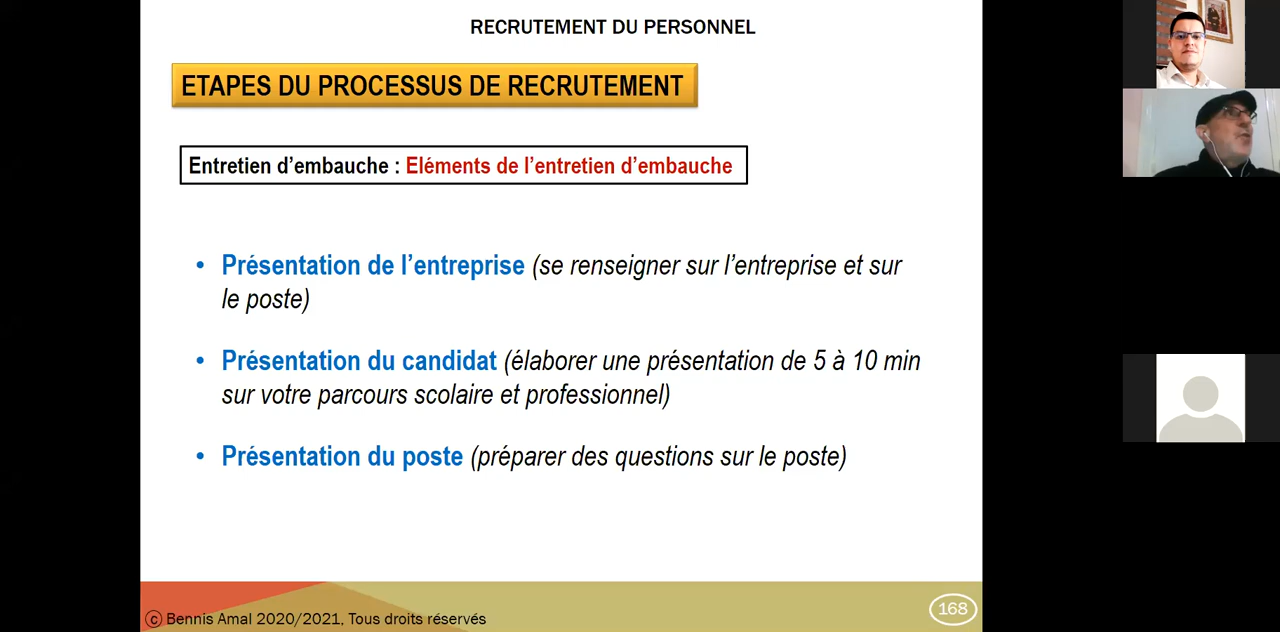 RECRUTEMENT DU PERSONNEL
ETAPES DU PROCESSUS DE RECRUTEMENT
Entretien d’embauche : Eléments de l’entretien d’embauche
• Présentation de l’entreprise (se renseigner sur l’entreprise et sur
le poste)
• Présentation du candidat (élaborer une présentation de 5 à 10 min
sur votre parcours scolaire et professionnel)
• Présentation du poste (préparer des questions sur le poste)
© Bennis Amal 2020/2021, Tous droits réservés
168